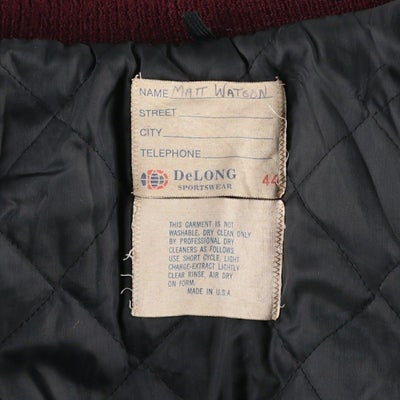 NAME MATT WATSON
STREET
CITY
TELEPHONE
DeLONG 44
SPORTSWEAR
THIS GARMENT IS NOT
WASHABLE, DRY CLEAN ONLY
BY PROFESSIONAL DRY
CLEANERS AS FOLLOWS
USE SHORT CYCLE, LIGHT
CHARGE-EXTRACT LIGHTLY
CLEAR RINSE, AIR DRY
ON FORM.
MADE IN U.S.A